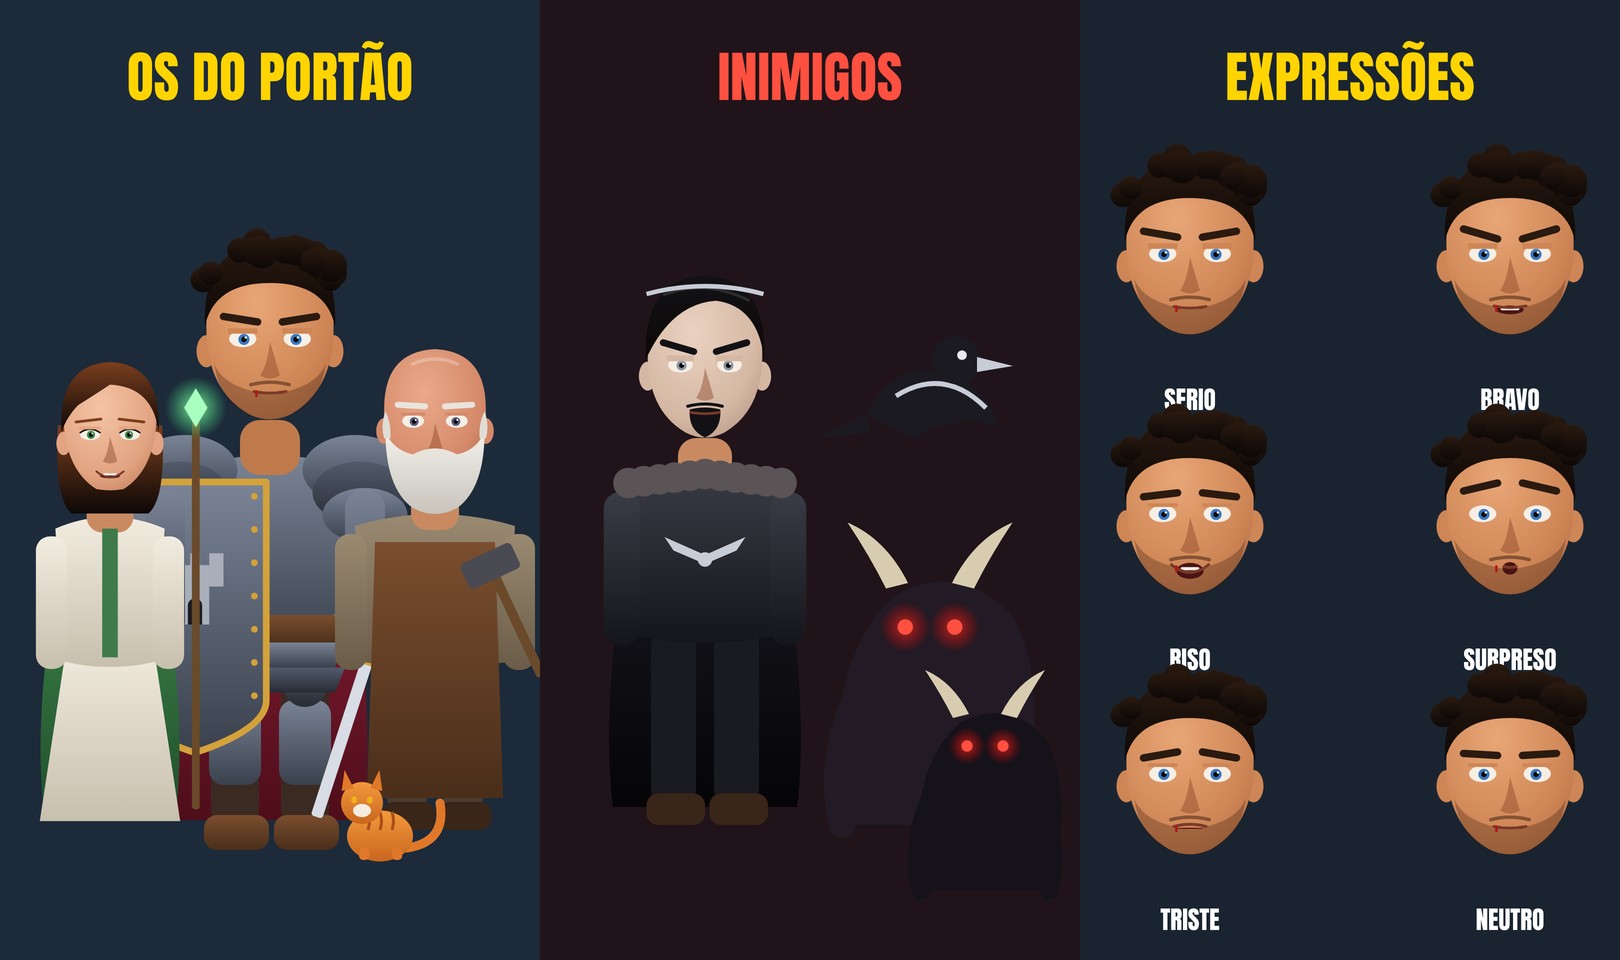 OS DO PORTÃO
INIMIGOS
EXPRESSÕES
SERIO
BRAVO
RISO
SURPRESO
TRISTE
NEUTRO